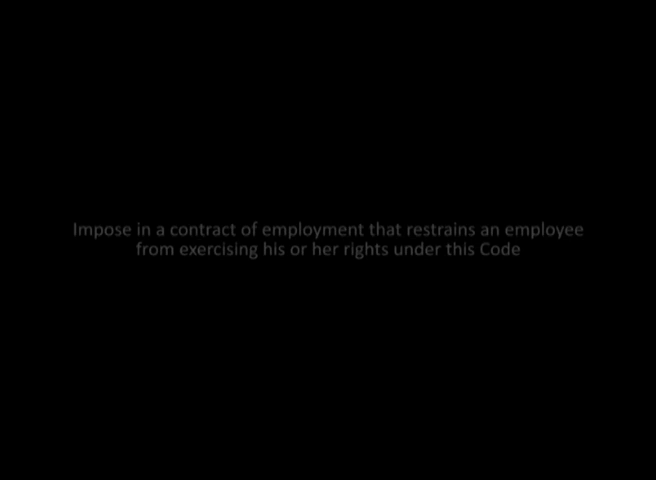 Impose in a contract of employment that restrains an employee
from exercising his or her rights under this Code